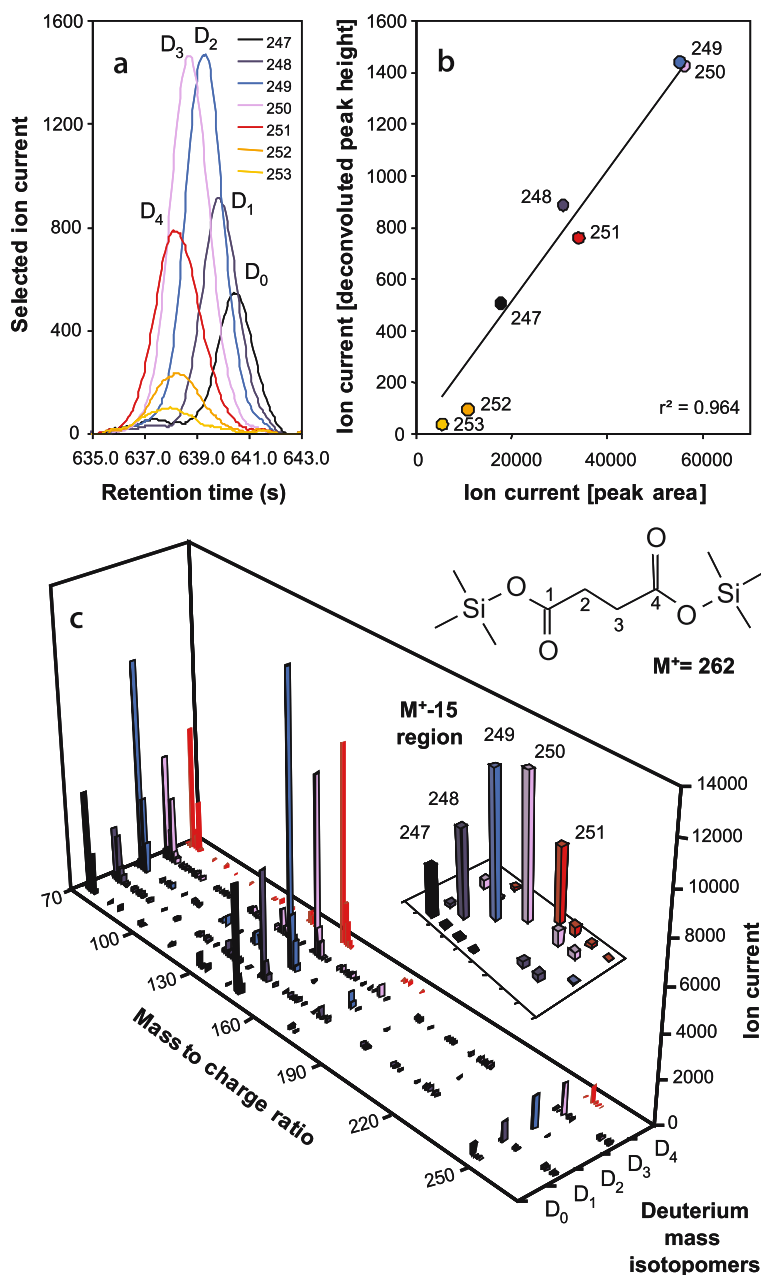 a
D3
D2
D1
D4
D0
247
248
249
250
251
252
253
1600
1200
800
400
0
635.0 637.0 639.0 641.0 643.0
Selected ion current
Retention time (s)
b
1600
1400
1200
1000
800
600
400
200
0
0 20000 40000 60000
Ion current [deconvoluted peak height]
Ion current [peak area]
249
250
248
251
247
252
253
r² = 0.964
c
O
O
Si
1
2
3
4
O
O
Si
M⁺= 262
M⁺-15
region
249
250
248
247
251
14000
12000
10000
8000
6000
4000
2000
0
Ion current
70
100
130
160
190
220
250
Mass to charge ratio
D0
D1
D2
D3
D4
Deuterium
mass
isotopomers